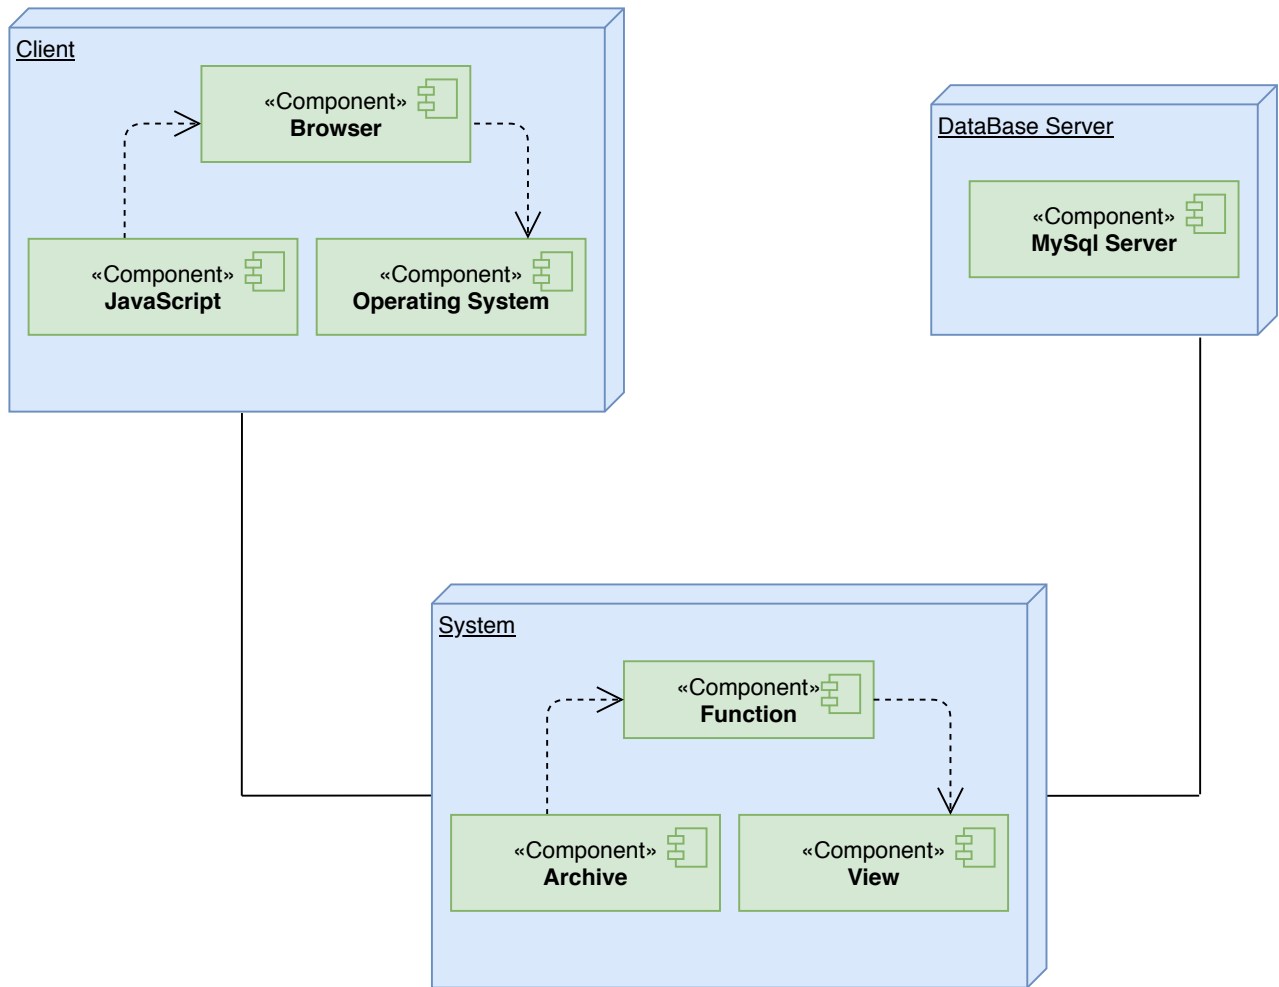 Client
«Component»
Browser
«Component»
JavaScript
«Component»
Operating System
DataBase Server
«Component»
MySql Server
System
«Component»
Function
«Component»
Archive
«Component»
View